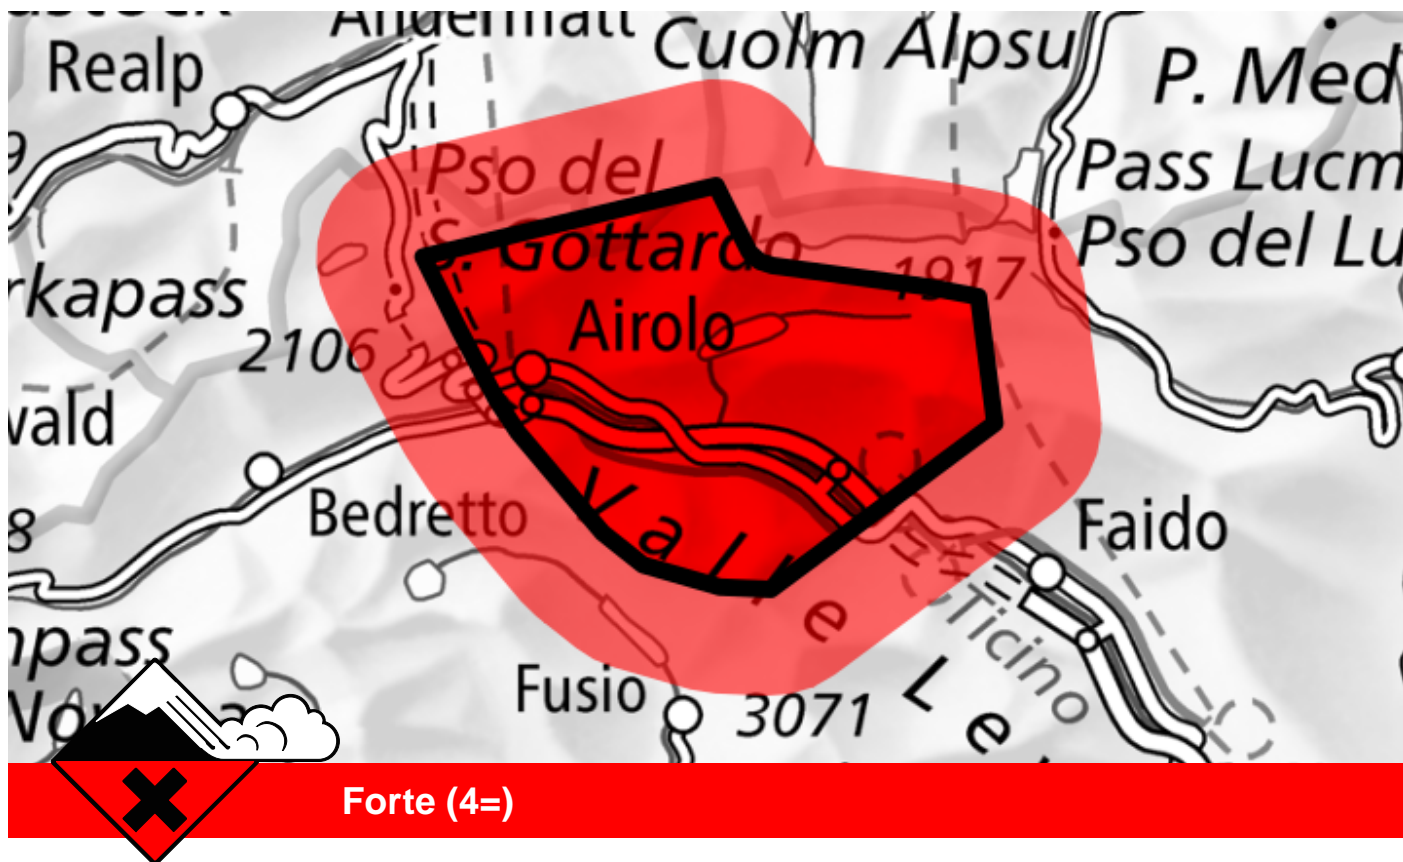 Andermatt
Cuolm Alpsu
Realp
P. Med
Pso del
Pass Lucm
S. Gottardo
Pso del Lu
1917
rkapass
Airolo
2106
wald
Bedretto
Faido
8
Valle Le
Ticino
npass
Fusio
3071
Forte (4=)